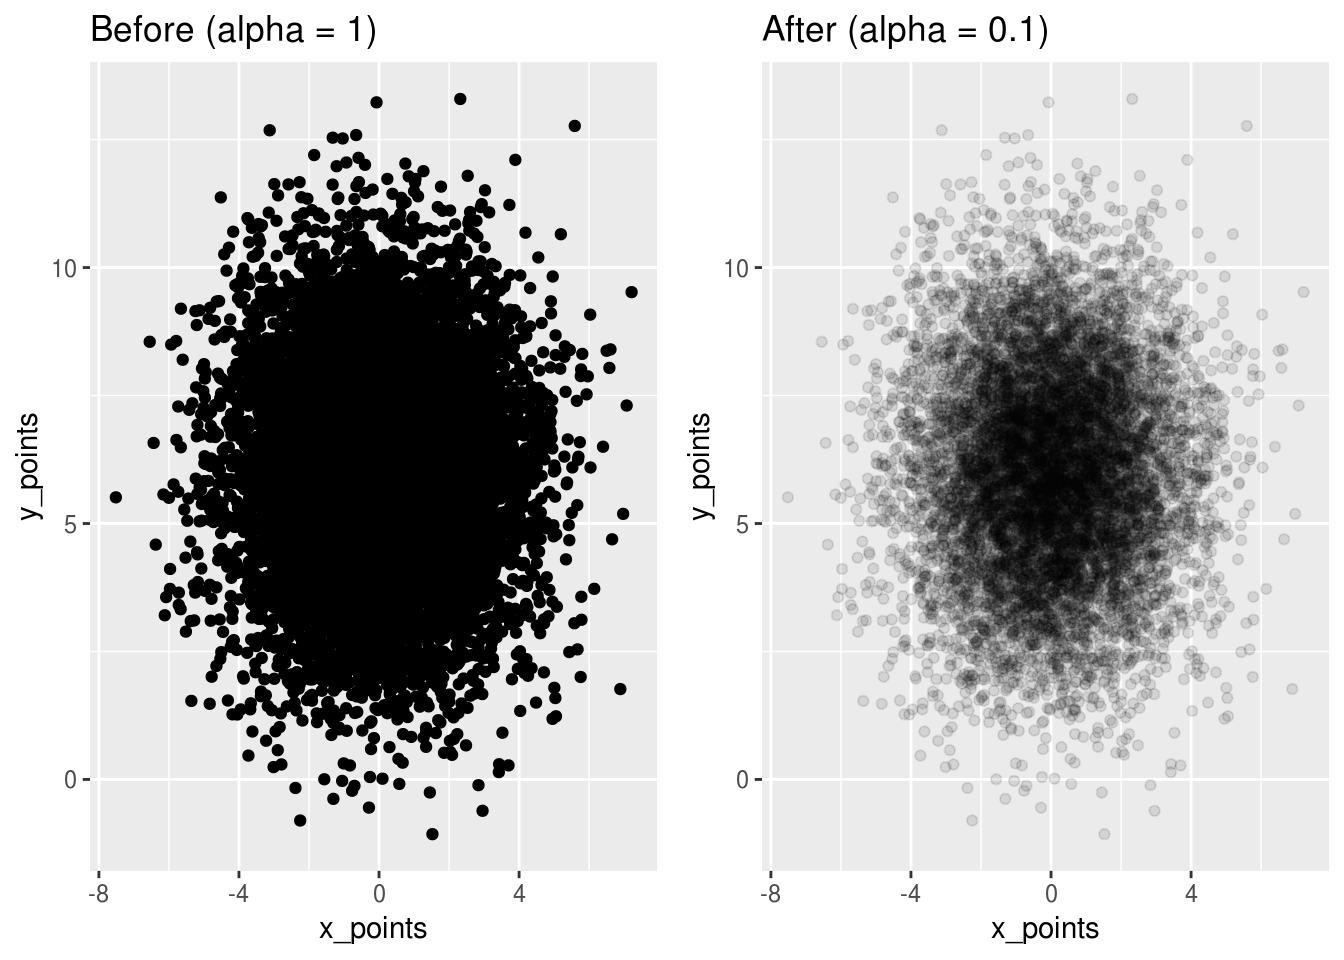 Before (alpha = 1)
y_points
10
5
0
-8 -4 0 4
x_points
After (alpha = 0.1)
y_points
10
5
0
-8 -4 0 4
x_points